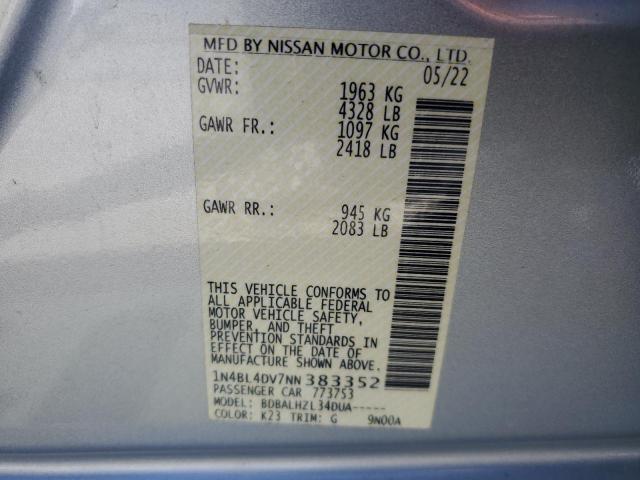 MFD BY NISSAN MOTOR CO., LTD.
DATE: 05/22
GVWR: 1963 KG
4328 LB
GAWR FR.: 1097 KG
2418 LB
GAWR RR.: 945 KG
2083 LB
THIS VEHICLE CONFORMS TO
ALL APPLICABLE FEDERAL
MOTOR VEHICLE SAFETY,
BUMPER, AND THEFT
PREVENTION STANDARDS IN
EFFECT ON THE DATE OF
MANUFACTURE SHOWN ABOVE.
1N4BL4DV7NN383352
PASSENGER CAR 773753
MODEL: BDBALHZL34DUA-----
COLOR: K23 TRIM: G 9N00A